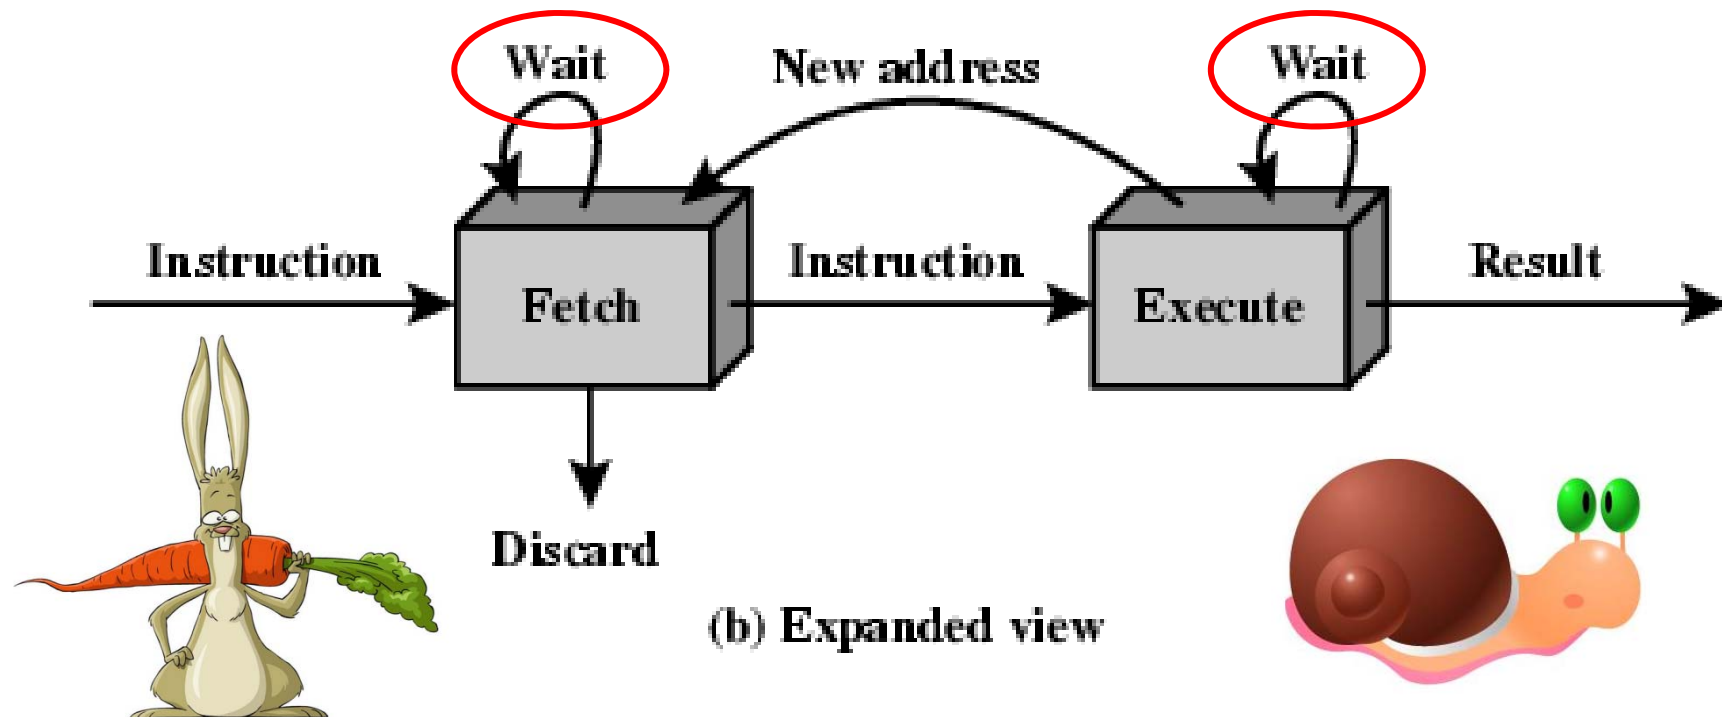 Wait
New address
Wait
Instruction
Instruction
Result
Fetch
Execute
Discard
(b) Expanded view